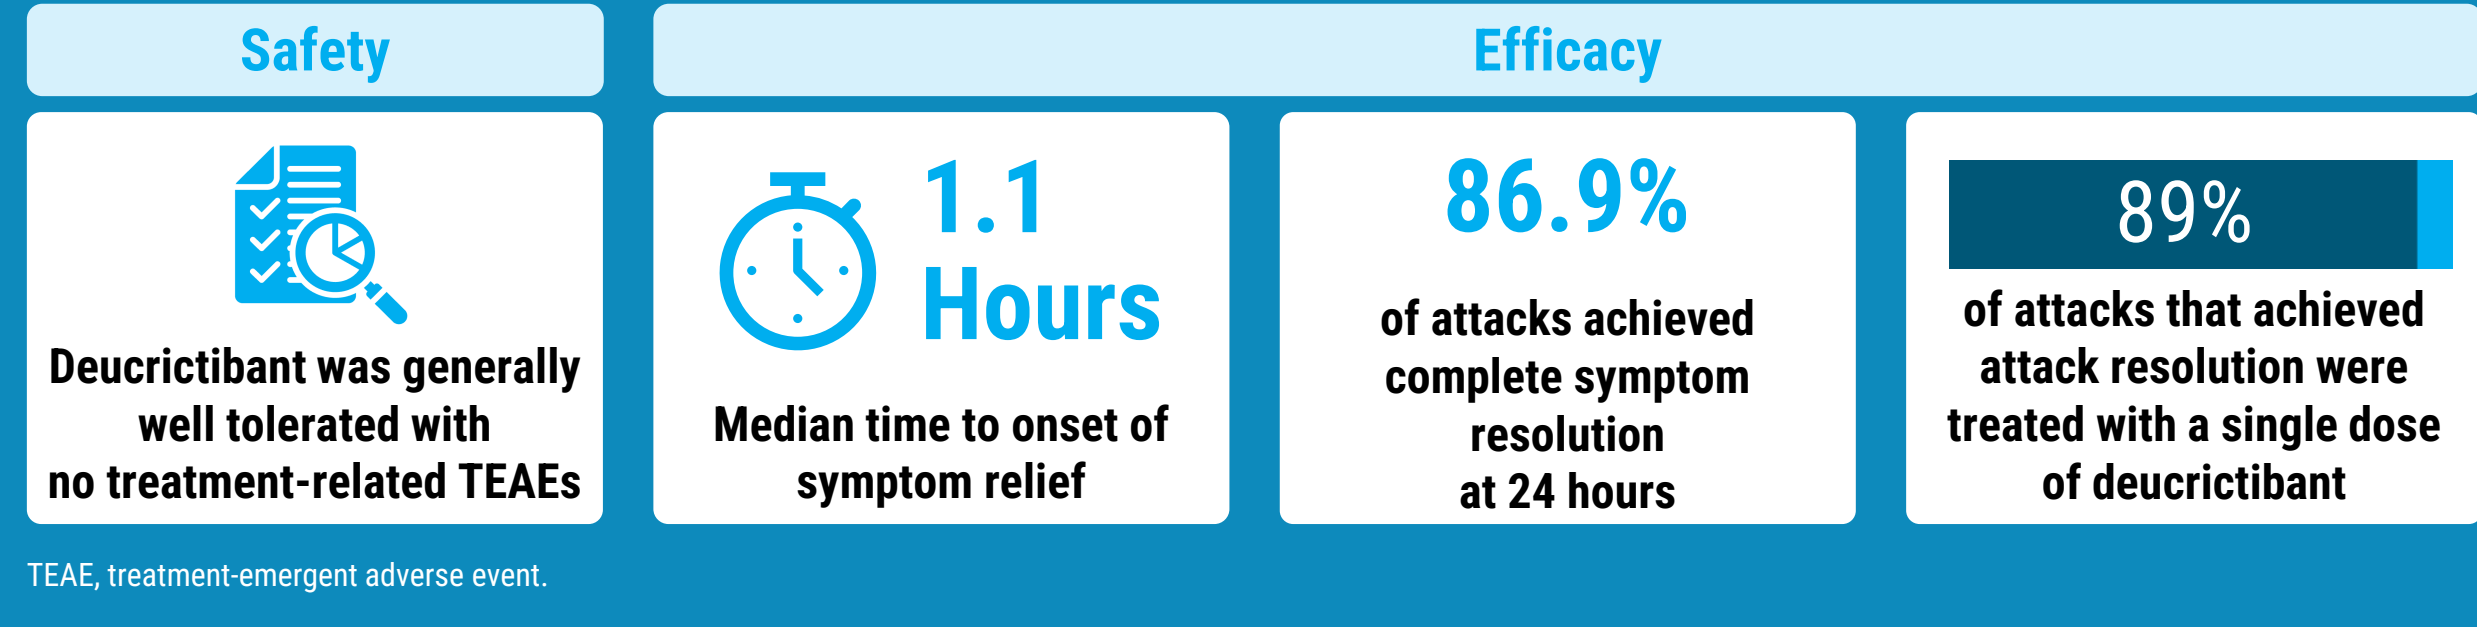 Safety
Efficacy
Deucrictibant was generally
well tolerated with
no treatment-related TEAEs
1.1
Hours
Median time to onset of
symptom relief
86.9%
of attacks achieved
complete symptom
resolution
at 24 hours
89%
of attacks that achieved
attack resolution were
treated with a single dose
of deucrictibant
TEAE, treatment-emergent adverse event.